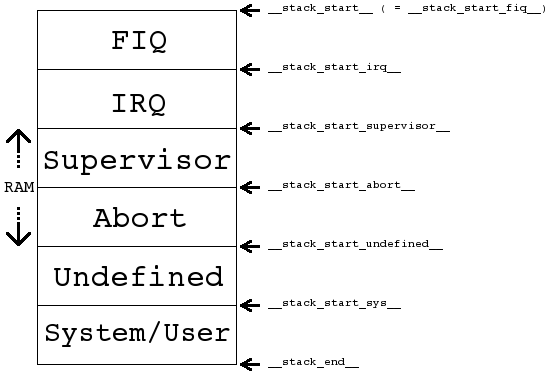 __stack_start__ ( = __stack_start_fiq__)
FIQ
__stack_start_irq__
IRQ
__stack_start_supervisor__
Supervisor
RAM
__stack_start_abort__
Abort
__stack_start_undefined__
Undefined
__stack_start_sys__
System/User
__stack_end__